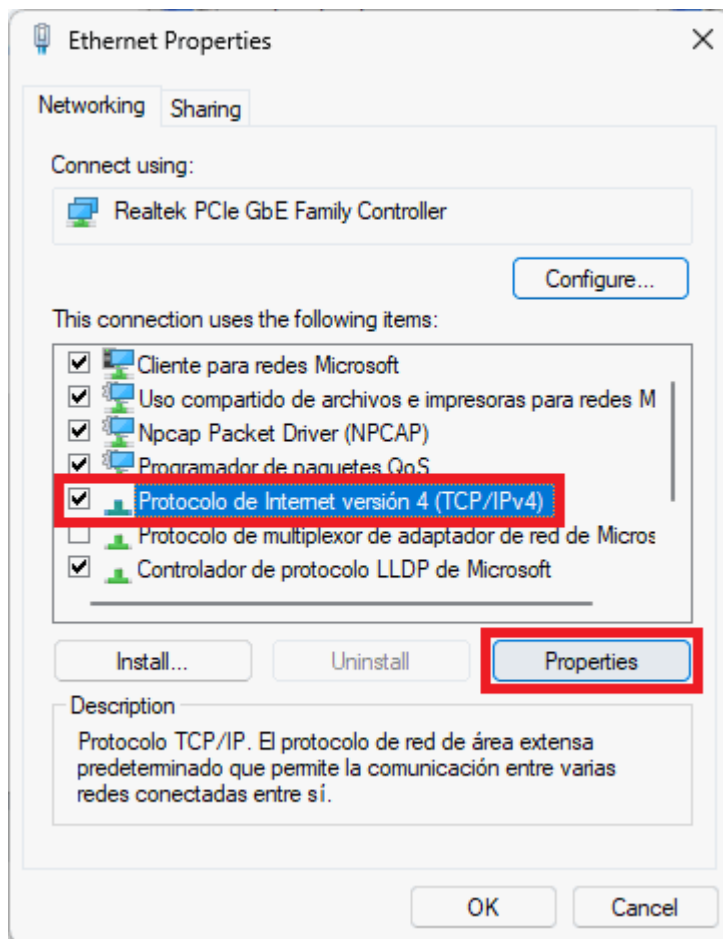 Ethernet Properties
Networking
Sharing
Connect using:
Realtek PCIe GbE Family Controller
Configure...
This connection uses the following items:
Cliente para redes Microsoft
Uso compartido de archivos e impresoras para redes M
Npcap Packet Driver (NPCAP)
Programador de paquetes QoS
Protocolo de Internet versión 4 (TCP/IPv4)
Protocolo de multiplexor de adaptador de red de Micros
Controlador de protocolo LLDP de Microsoft
Install...
Uninstall
Properties
Description
Protocolo TCP/IP. El protocolo de red de área extensa
predeterminado que permite la comunicación entre varias
redes conectadas entre sí.
OK
Cancel